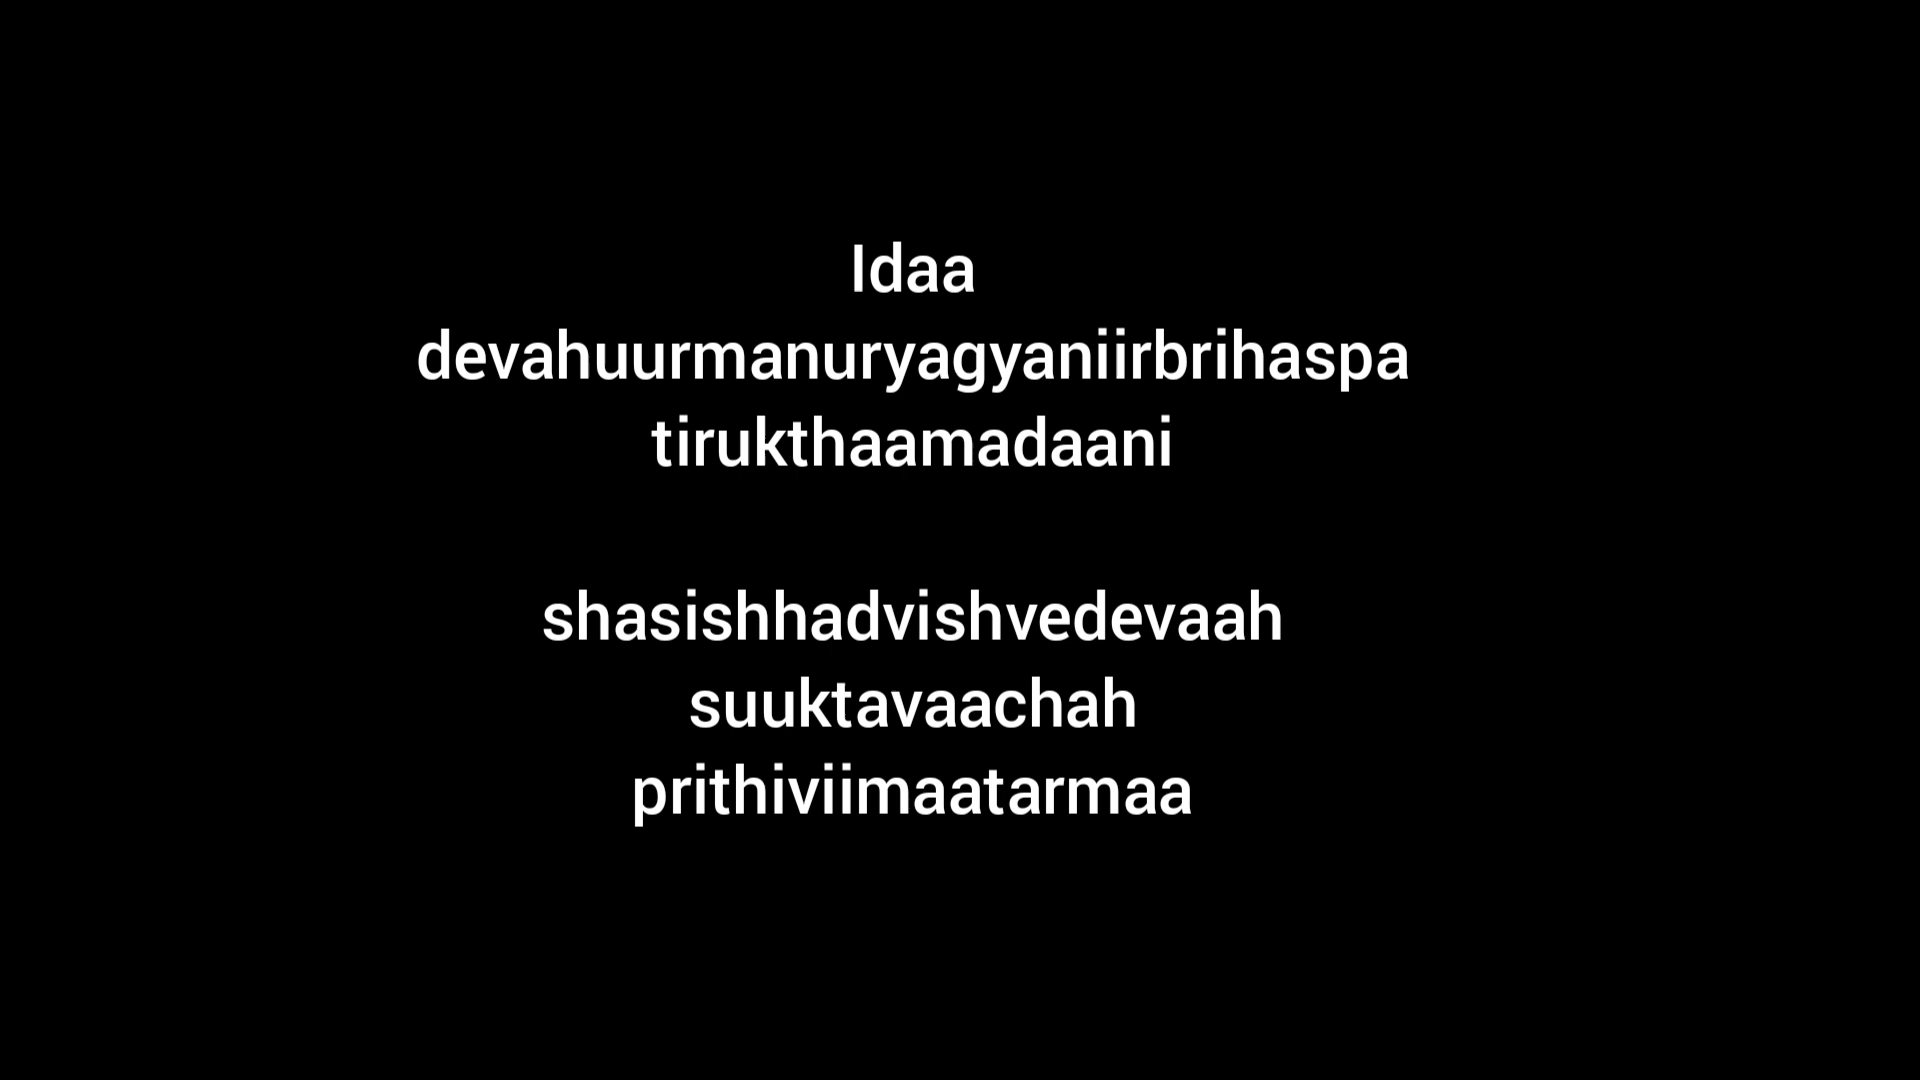 Idaa
devahuurmanuryagyaniirbrihaspa
tirukthaamadaani
shasishhadvishvedevaah
suuktavaachah
prithiviimaatarmaa